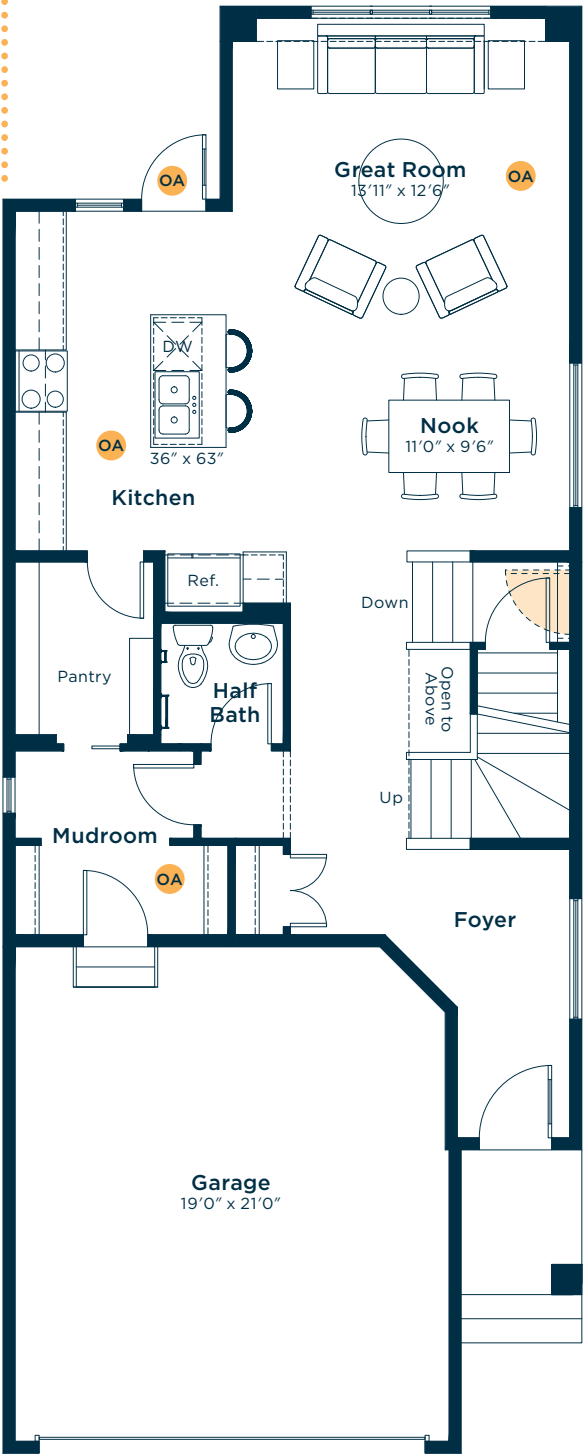 Great Room
13'11" x 12'6"
OA
OA
DW
Nook
11'0" x 9'6"
OA
36" x 63"
Kitchen
Ref.
Down
Pantry
Half
Bath
Open to
Above
Up
Mudroom
OA
Foyer
Garage
19'0" x 21'0"